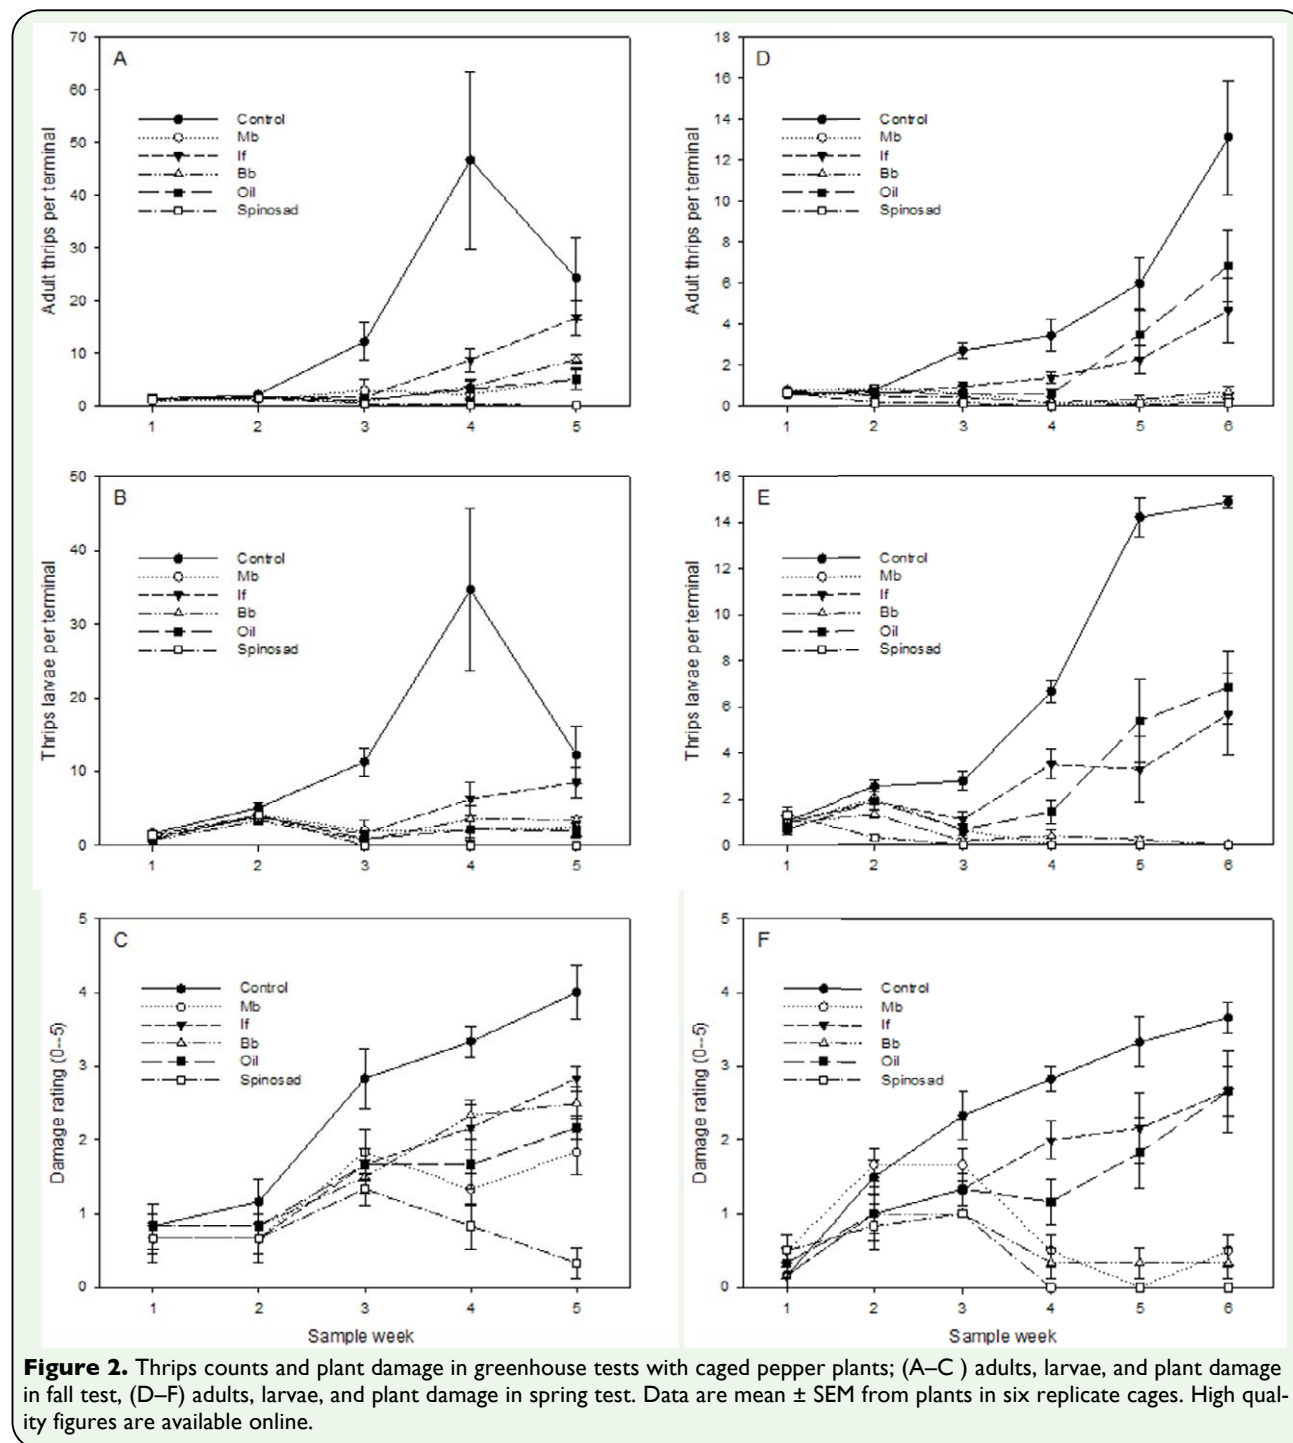 70
60
50
40
30
20
10
0
Adult thrips per terminal
A
Control
Mb
If
Bb
Oil
Spinosad
1 2 3 4 5
18
16
14
12
10
8
6
4
2
0
Adult thrips per terminal
D
Control
Mb
If
Bb
Oil
Spinosad
1 2 3 4 5 6
50
40
30
20
10
0
Thrips larvae per terminal
B
Control
Mb
If
Bb
Oil
Spinosad
1 2 3 4 5
16
14
12
10
8
6
4
2
0
Thrips larvae per terminal
E
Control
Mb
If
Bb
Oil
Spinosad
1 2 3 4 5 6
5
4
3
2
1
0
Damage rating (0--5)
C
Control
Mb
If
Bb
Oil
Spinosad
1 2 3 4 5
Sample week
5
4
3
2
1
0
Damage rating (0--5)
F
Control
Mb
If
Bb
Oil
Spinosad
1 2 3 4 5 6
Sample week
Figure 2. Thrips counts and plant damage in greenhouse tests with caged pepper plants; (A–C ) adults, larvae, and plant damage
in fall test, (D–F) adults, larvae, and plant damage in spring test. Data are mean ± SEM from plants in six replicate cages. High qual-
ity figures are available online.